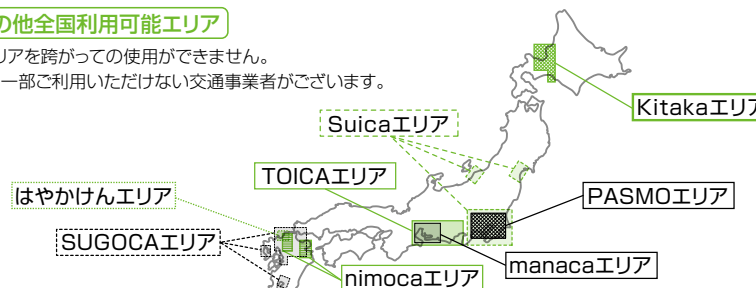 の他全国利用可能エリア
リアを跨がっての使用ができません。
一部ご利用いただけない交通事業者がございます。
Kitakaエリア
Suicaエリア
TOICAエリア
はやかけんエリア
PASMOエリア
SUGOCAエリア
manacaエリア
nimocaエリア